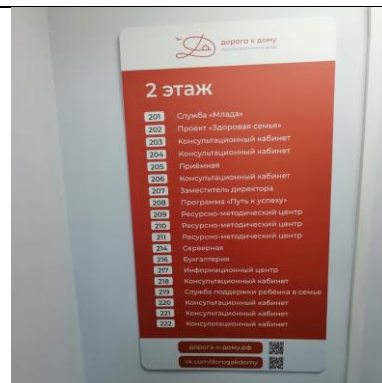 дорога к дому
2 этаж
201 Служба «Млада»
202 Проект «Здоровая семья»
203 Консультационный кабинет
204 Консультационный кабинет
205 Приёмная
206 Консультационный кабинет
207 Заместитель директора
208 Программа «Путь к успеху»
209 Ресурсно-методический центр
210 Ресурсно-методический центр
211 Ресурсно-методический центр
214 Серверная
216 Бухгалтерия
217 Информационный центр
218 Консультационный кабинет
219 Служба поддержки ребёнка в семье
220 Консультационный кабинет
221 Консультационный кабинет
222 Консультационный кабинет
дорога-к-дому.рф
vk.com/dorogakdomy